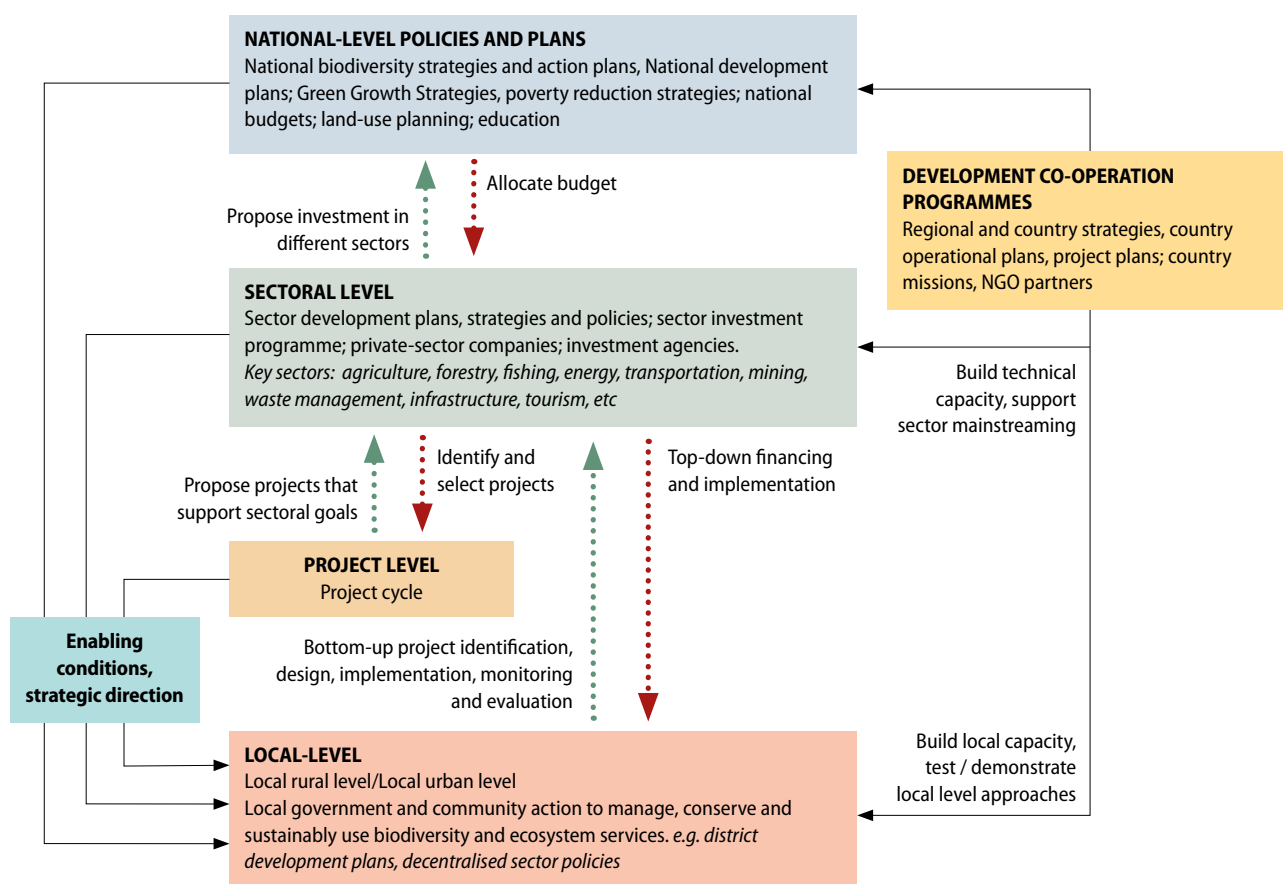 NATIONAL-LEVEL POLICIES AND PLANS
National biodiversity strategies and action plans, National development
plans; Green Growth Strategies, poverty reduction strategies; national
budgets; land-use planning; education
DEVELOPMENT CO-OPERATION
PROGRAMMES
Regional and country strategies, country
operational plans, project plans; country
missions, NGO partners
Allocate budget
Propose investment in
different sectors
SECTORAL LEVEL
Sector development plans, strategies and policies; sector investment
programme; private-sector companies; investment agencies.
Key sectors: agriculture, forestry, fishing, energy, transportation, mining,
waste management, infrastructure, tourism, etc
Build technical
capacity, support
sector mainstreaming
Identify and
select projects
Top-down financing
and implementation
Propose projects that
support sectoral goals
PROJECT LEVEL
Project cycle
Enabling
conditions,
strategic direction
Bottom-up project identification,
design, implementation, monitoring
and evaluation
LOCAL-LEVEL
Local rural level/Local urban level
Local government and community action to manage, conserve and
sustainably use biodiversity and ecosystem services. e.g. district
development plans, decentralised sector policies
Build local capacity,
test / demonstrate
local level approaches